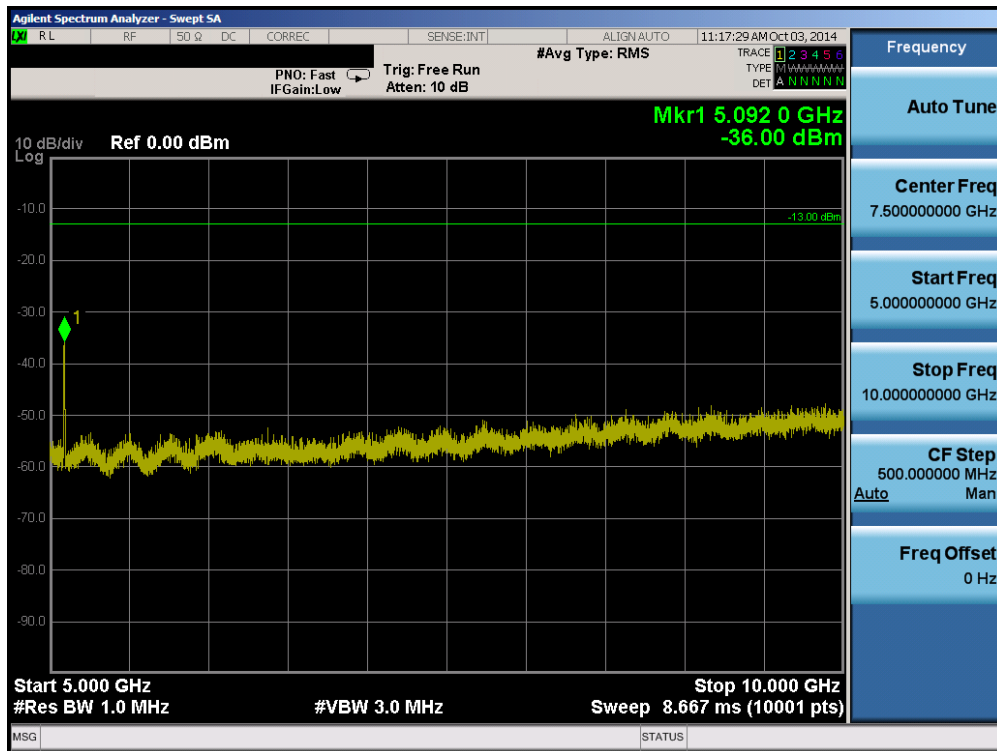 Agilent Spectrum Analyzer - Swept SA
LXI RL RF 50 Ω DC CORREC SENSE:INT ALIGN AUTO 11:17:29 AM Oct 03, 2014
#Avg Type: RMS
TRACE 1 2 3 4 5 6
TYPE M W W W W W
DET A N N N N N
PNO: Fast
IFGain:Low
Trig: Free Run
Atten: 10 dB
Mkr1 5.092 0 GHz
-36.00 dBm
10 dB/div
Log
Ref 0.00 dBm
-10.0
-13.00 dBm
-20.0
-30.0
1
-40.0
-50.0
-60.0
-70.0
-80.0
-90.0
Start 5.000 GHz
Stop 10.000 GHz
#Res BW 1.0 MHz
#VBW 3.0 MHz
Sweep 8.667 ms (10001 pts)
MSG
STATUS
Frequency
Auto Tune
Center Freq
7.500000000 GHz
Start Freq
5.000000000 GHz
Stop Freq
10.000000000 GHz
CF Step
500.000000 MHz
Auto Man
Freq Offset
0 Hz